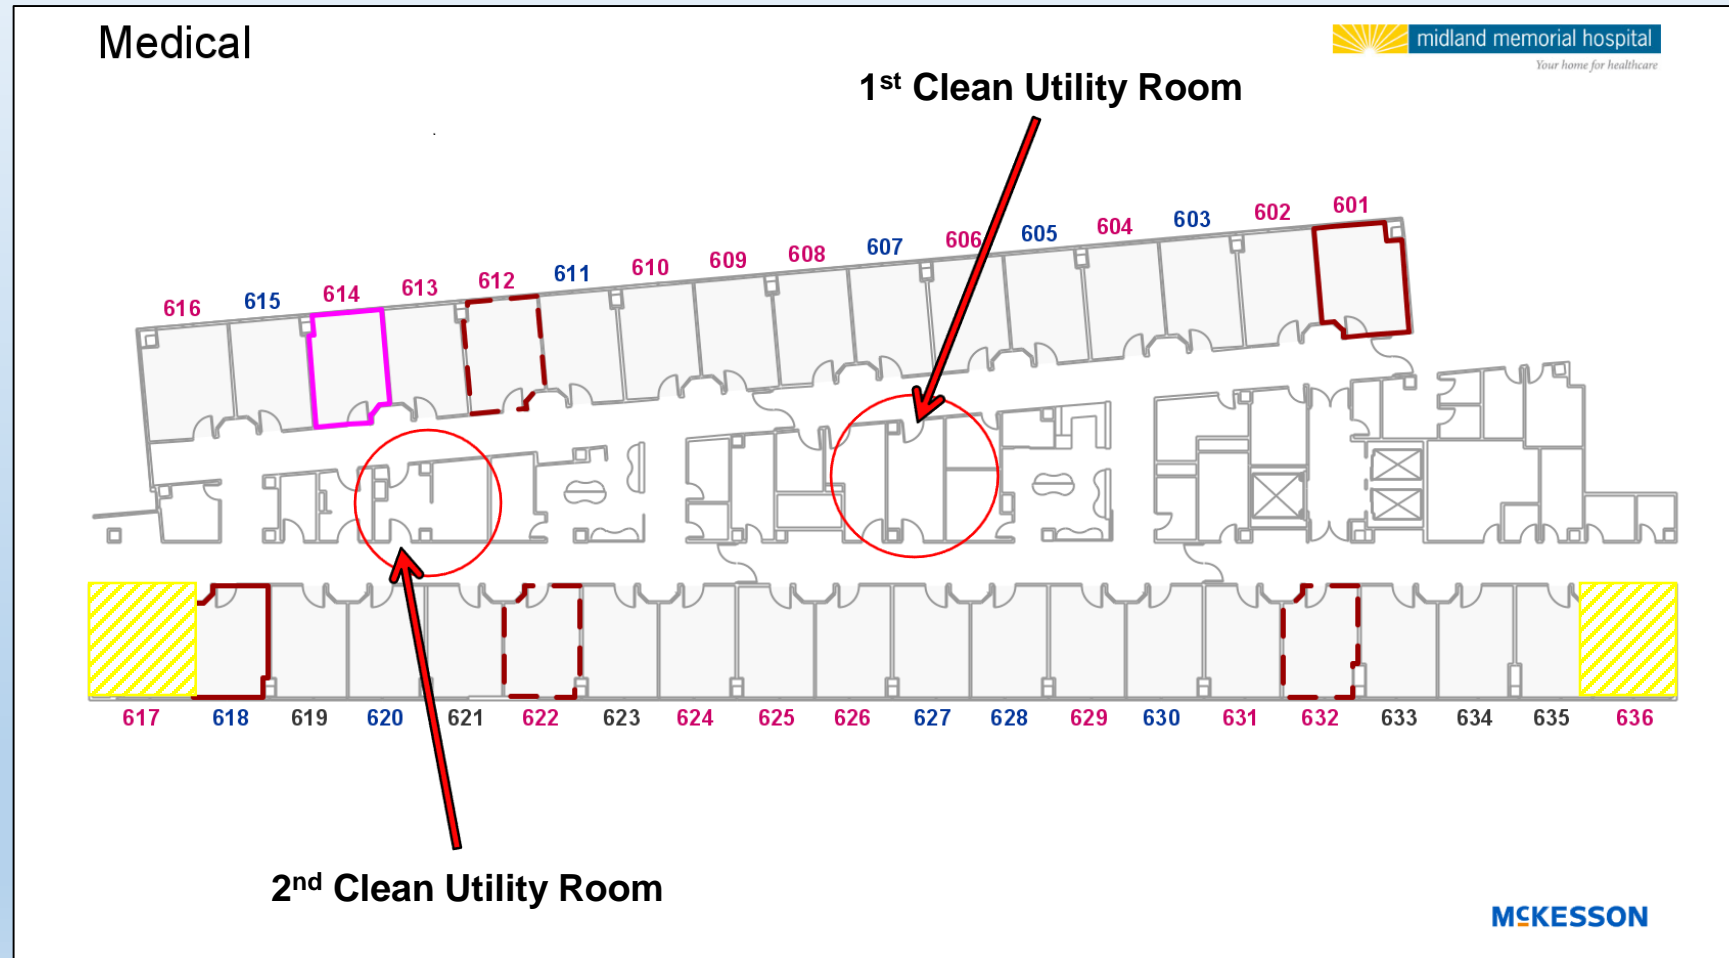 Medical
midland memorial hospital
Your home for healthcare
1st Clean Utility Room
601
602
603
604
605
606
607
608
609
610
611
612
613
614
615
616
617 618 619 620 621 622 623 624 625 626 627 628 629 630 631 632 633 634 635 636
2nd Clean Utility Room
MCKESSON